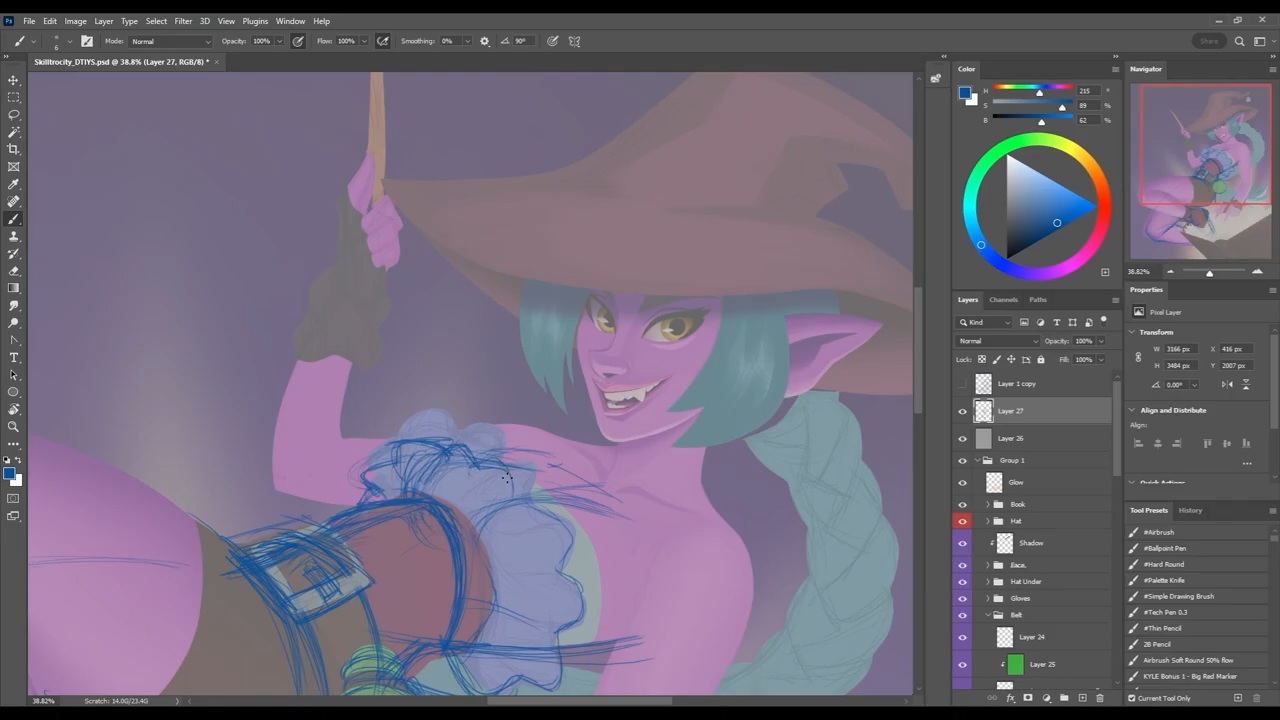 Ps File Edit Image Layer Type Select Filter 3D View Plugins Window Help
6 Mode: Normal Opacity: 100% Flow: 100% Smoothing: 0% 90° Share
Skilltrocity_DTIYS.psd @ 38.8% (Layer 27, RGB/8) *
Color
H 215 °
S 89 %
B 62 %
Navigator
38.82%
Layers Channels Paths
Kind
Normal Opacity: 100%
Lock: Fill: 100%
Layer 1 copy
Layer 27
Layer 26
Group 1
Glow
Book
Hat
Shadow
Face
Hat Under
Gloves
Belt
Layer 24
Layer 25
Properties
Pixel Layer
Transform
W 3166 px X 416 px
H 3484 px Y 2007 px
0.00°
Align and Distribute
Align:
Quick Actions
Tool Presets History
#Airbrush
#Ballpoint Pen
#Hard Round
#Palette Knife
#Simple Drawing Brush
#Tech Pen 0.3
#Thin Pencil
2B Pencil
Airbrush Soft Round 50% flow
KYLE Bonus 1 - Big Red Marker
Current Tool Only
38.82% Scratch: 14.0G/23.4G